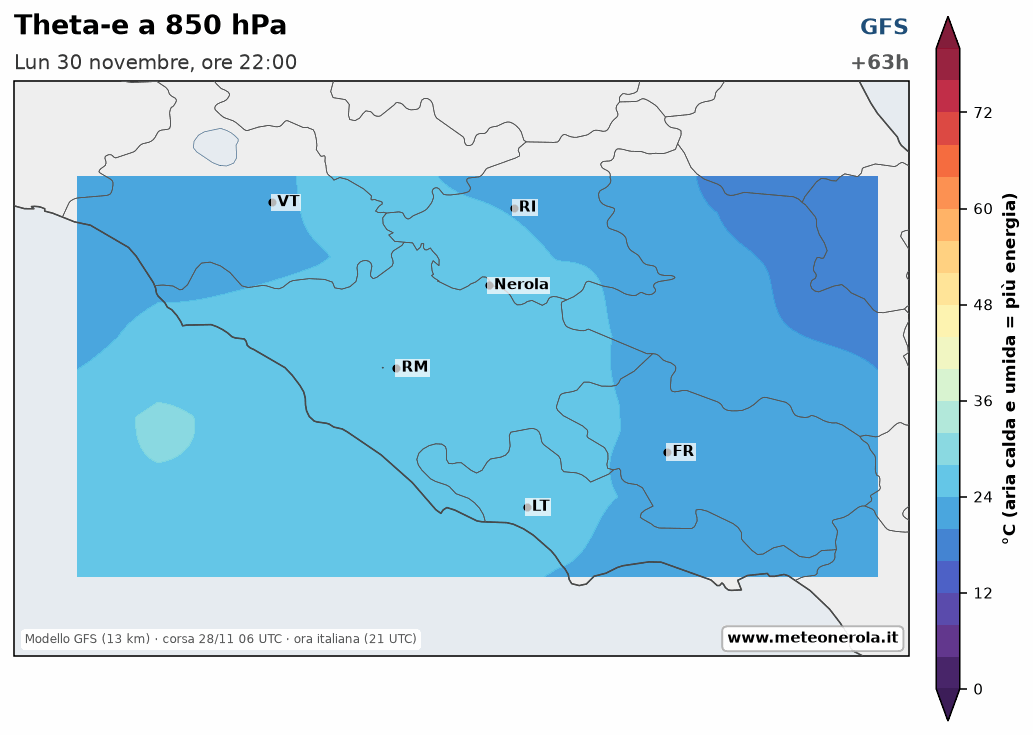 Theta-e a 850 hPa
GFS
Lun 30 novembre, ore 22:00
+63h
VT
RI
Nerola
RM
FR
LT
72
60
48
36
24
12
0
°C (aria calda e umida = più energia)
Modello GFS (13 km) · corsa 28/11 06 UTC · ora italiana (21 UTC)
www.meteonerola.it